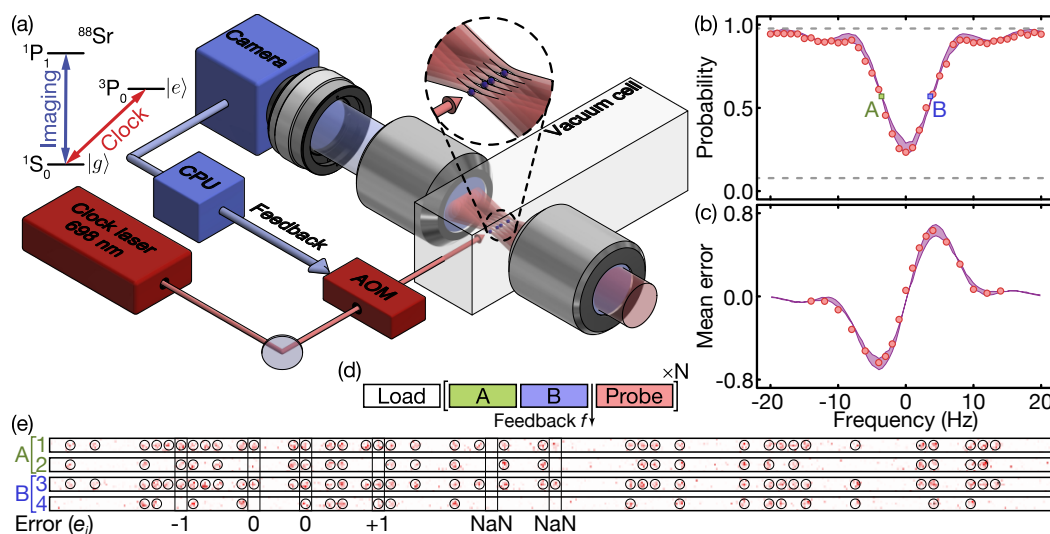 (a)
⁸⁸Sr
¹P₁
³P₀ |e⟩
Imaging
Clock
¹S₀ |g⟩
Camera
CPU
Feedback
Clock laser
698 nm
AOM
Vacuum cell
(b)
Probability
1.0
0.5
0.0
A
B
(c)
Mean error
0.8
0.0
-0.8
-20 -10 0 10 20
Frequency (Hz)
(d)
Load A B Probe ×N
Feedback f
(e)
A 1
2
B 3
4
Error (eᵢ) -1 0 0 +1 NaN NaN